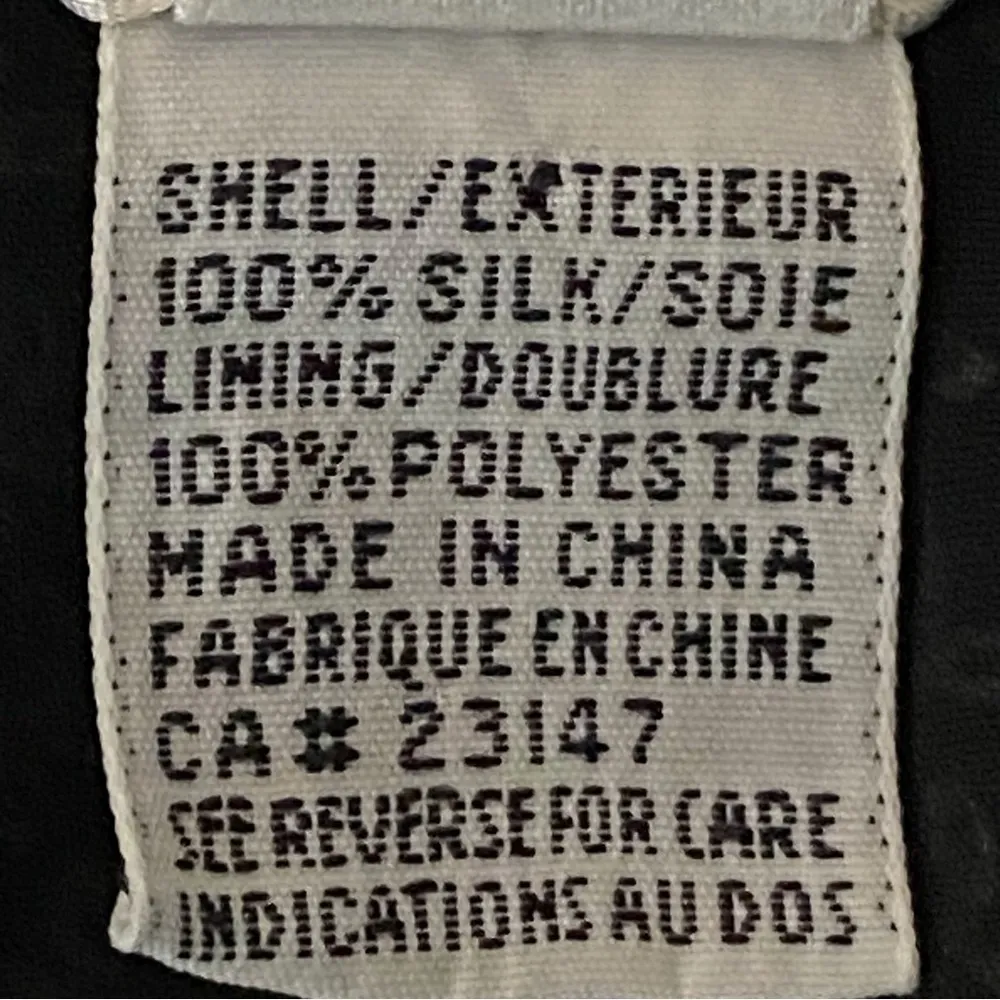 SHELL/EXTERIEUR
100% SILK/SOIE
LINING/DOUBLURE
100% POLYESTER
MADE IN CHINA
FABRIQUE EN CHINE
CA# 23147
SEE REVERSE FOR CARE
INDICATIONS AU DOS